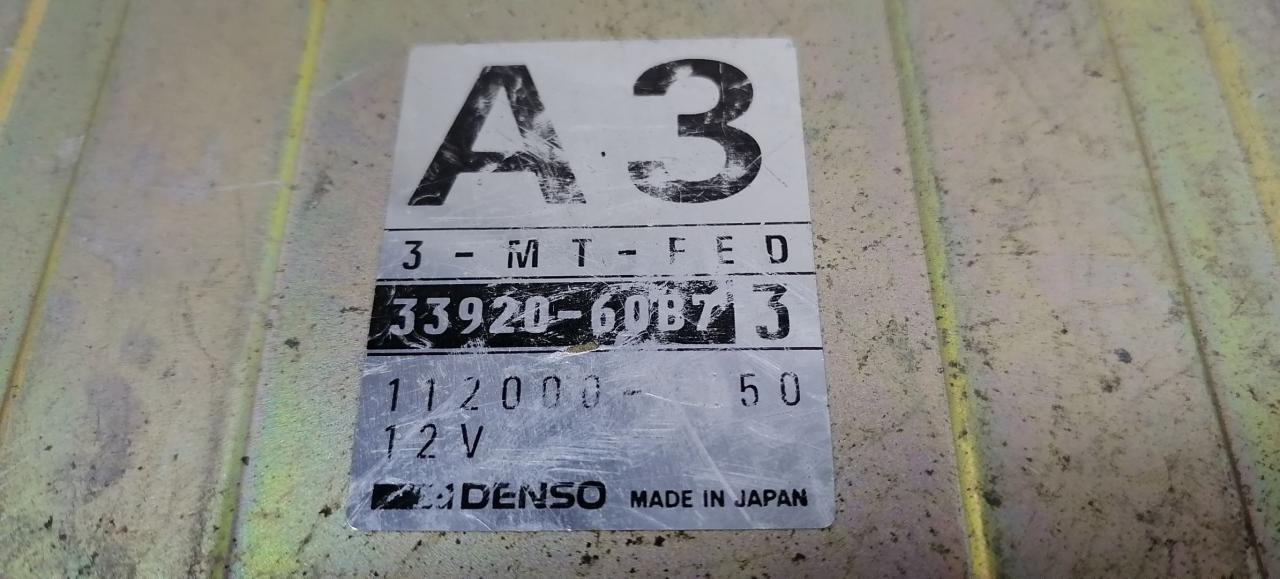 A3
3-MT-FED
33920-60B7 3
112000- 50
12V
DENSO MADE IN JAPAN